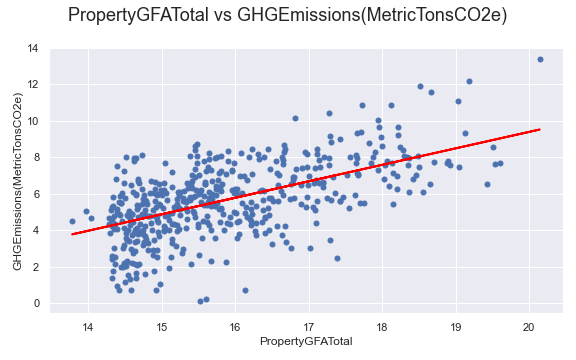 PropertyGFATotal vs GHGEmissions(MetricTonsCO2e)
GHGEmissions(MetricTonsCO2e)
14
12
10
8
6
4
2
0
14 15 16 17 18 19 20
PropertyGFATotal